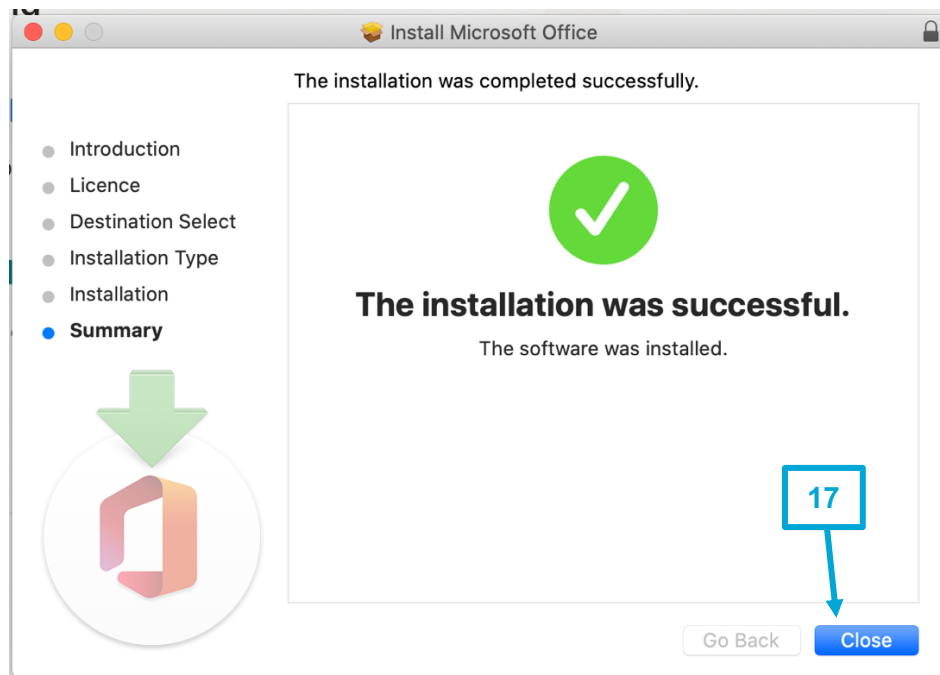 Install Microsoft Office
The installation was completed successfully.
Introduction
Licence
Destination Select
Installation Type
Installation
Summary
The installation was successful.
The software was installed.
17
Go Back
Close